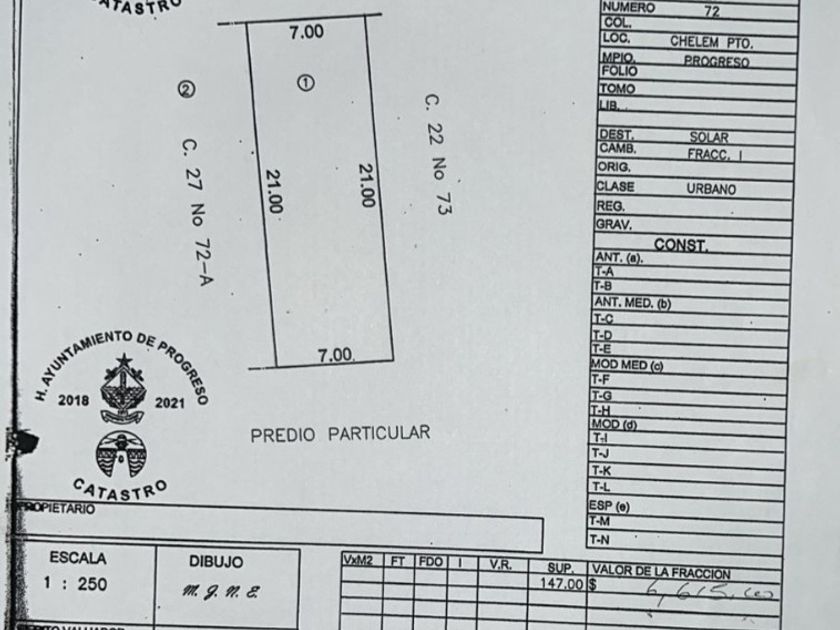 CATASTRO
7.00
①
②
C. 27 No 72-A
21.00
21.00
C. 22 No 73
7.00
H. AYUNTAMIENTO DE PROGRESO
2018 2021
CATASTRO
PREDIO PARTICULAR
PROPIETARIO
ESCALA
1 : 250
DIBUJO
M. J. N. E.
NUMERO 72
COL.
LOC. CHELEM PTO.
MPIO. PROGRESO
FOLIO
TOMO
LIB.
DEST. SOLAR
CAMB. FRACC. I
ORIG.
CLASE URBANO
REG.
GRAV.
CONST.
ANT. (a).
T-A
T-B
ANT. MED. (b)
T-C
T-D
T-E
MOD MED (c)
T-F
T-G
T-H
MOD (d)
T-I
T-J
T-K
T-L
ESP (e)
T-M
T-N
VxM2 FT FDO I V.R. SUP. VALOR DE LA FRACCION
147.00 $ 6,615.00